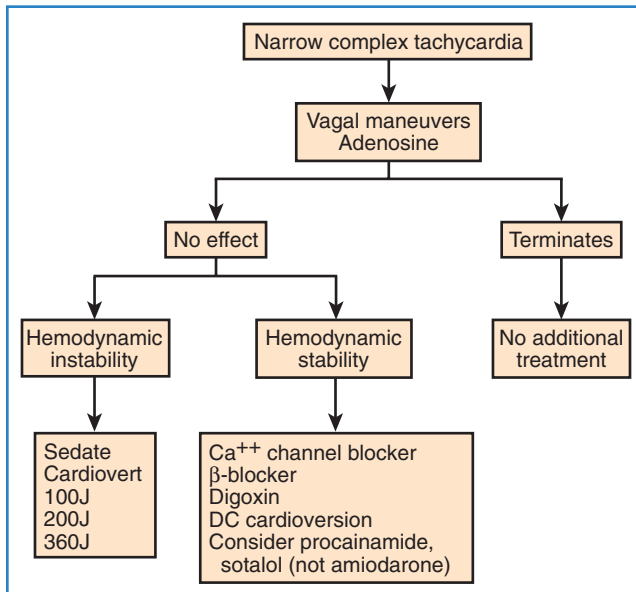 Narrow complex tachycardia
Vagal maneuvers
Adenosine
No effect
Terminates
Hemodynamic
instability
Hemodynamic
stability
No additional
treatment
Sedate
Cardiovert
100J
200J
360J
Ca++ channel blocker
β-blocker
Digoxin
DC cardioversion
Consider procainamide,
sotalol (not amiodarone)